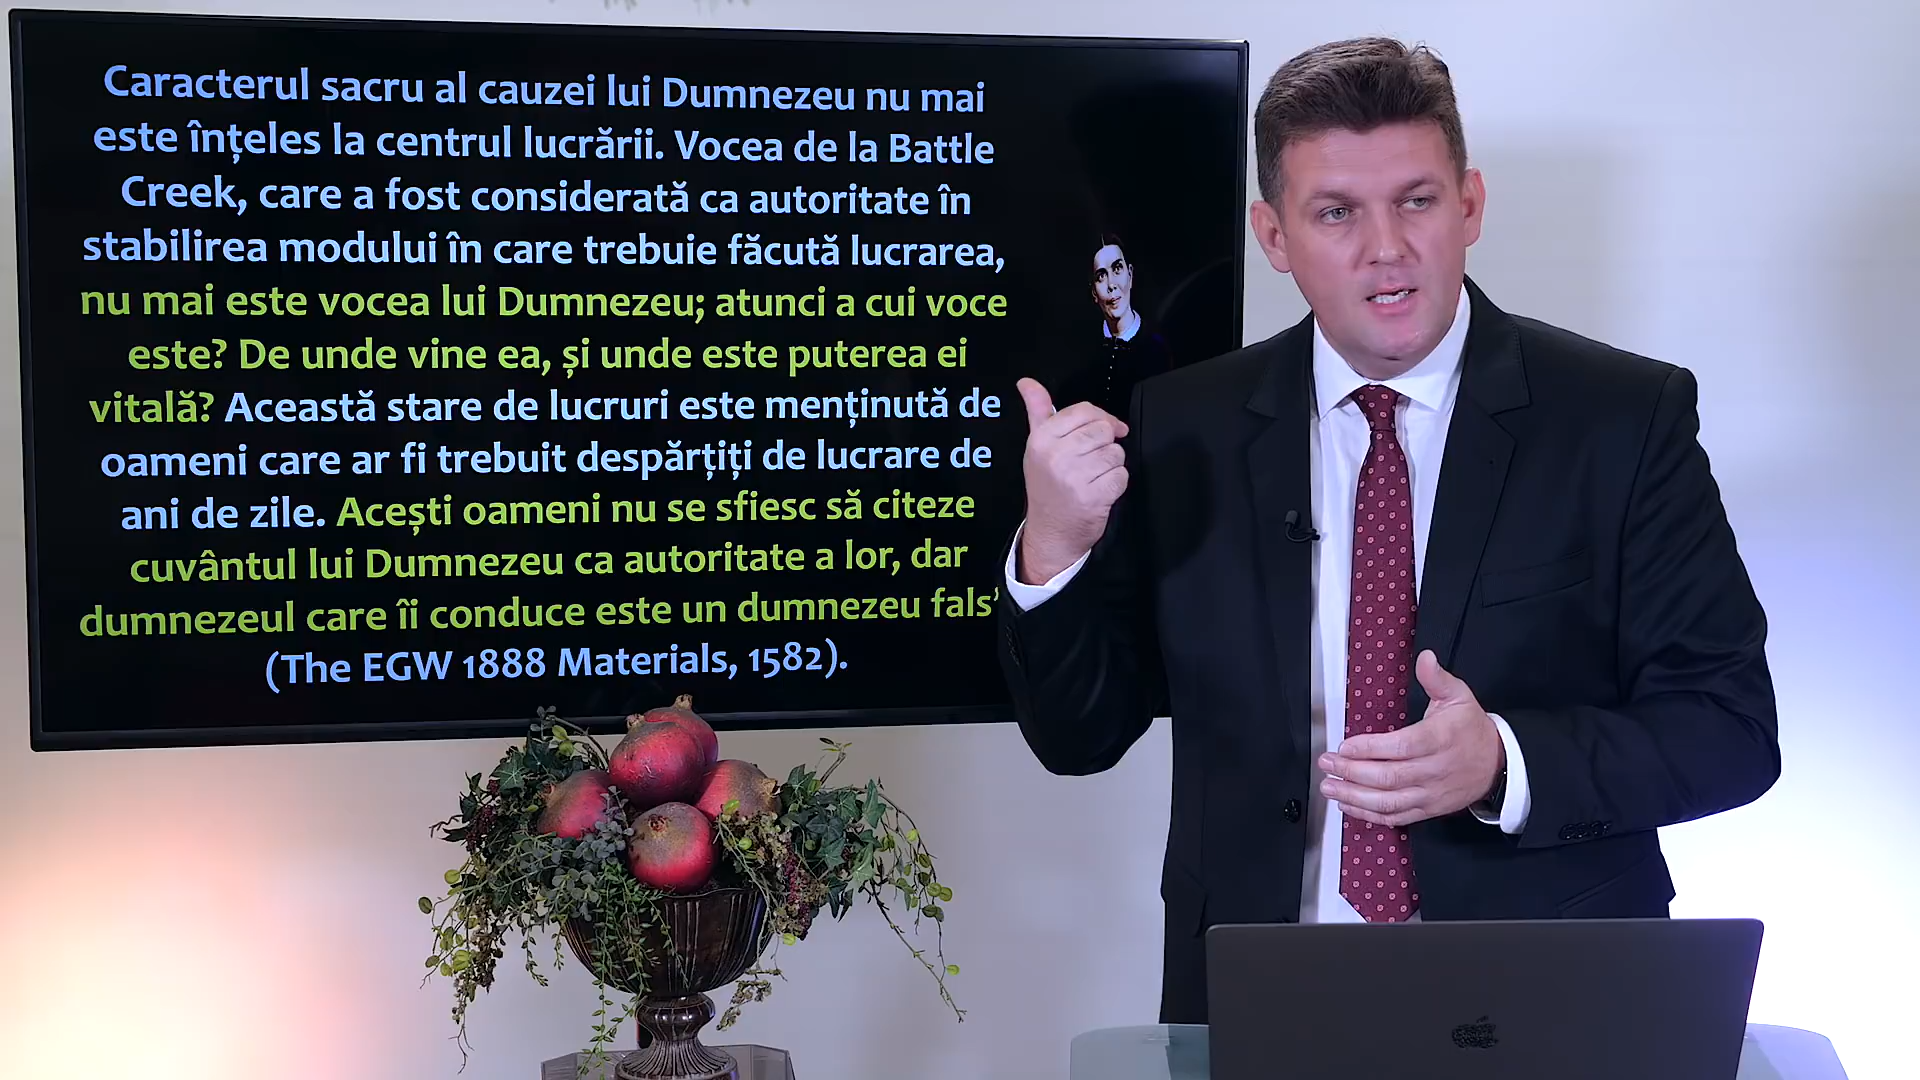 Caracterul sacru al cauzei lui Dumnezeu nu mai
este înțeles la centrul lucrării. Vocea de la Battle
Creek, care a fost considerată ca autoritate în
stabilirea modului în care trebuie făcută lucrarea,
nu mai este vocea lui Dumnezeu; atunci a cui voce
este? De unde vine ea, și unde este puterea ei
vitală? Această stare de lucruri este menținută de
oameni care ar fi trebuit despărțiți de lucrare de
ani de zile. Acești oameni nu se sfiesc să citeze
cuvântul lui Dumnezeu ca autoritate a lor, dar
dumnezeul care îi conduce este un dumnezeu fals’
(The EGW 1888 Materials, 1582).